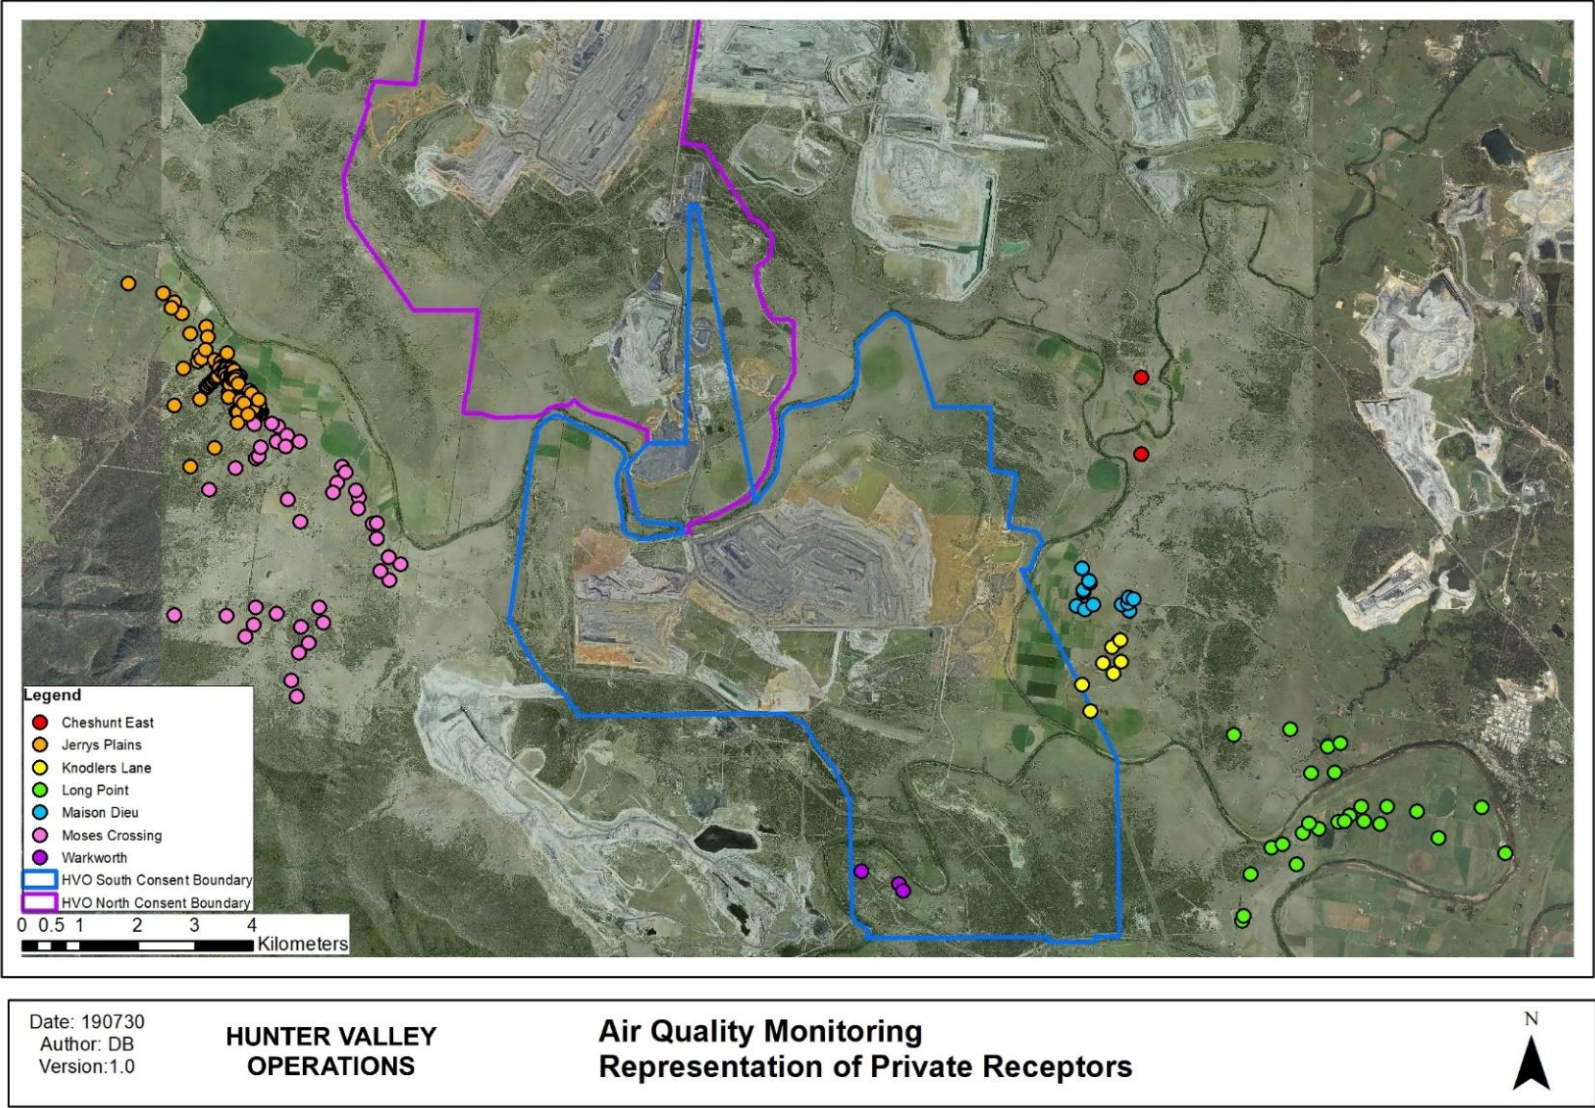 Legend
Cheshunt East
Jerrys Plains
Knodlers Lane
Long Point
Maison Dieu
Moses Crossing
Warkworth
HVO South Consent Boundary
HVO North Consent Boundary
0 0.5 1 2 3 4
Kilometers
Date: 190730
Author: DB
Version:1.0
HUNTER VALLEY
OPERATIONS
Air Quality Monitoring
Representation of Private Receptors
N